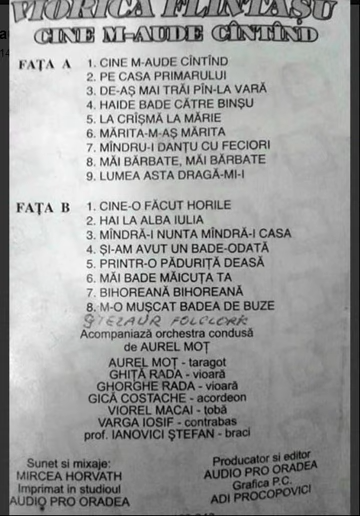 VIORICA FLINTAȘU
CINE M-AUDE CÎNTÎND
FAȚA A
1. CINE M-AUDE CÎNTÎND
2. PE CASA PRIMARULUI
3. DE-AȘ MAI TRĂI PÎN-LA VARĂ
4. HAIDE BADE CĂTRE BINȘU
5. LA CRÎȘMĂ LA MĂRIE
6. MĂRITA-M-AȘ MĂRITA
7. MÎNDRU-I DANȚU CU FECIORI
8. MĂI BĂRBATE, MĂI BĂRBATE
9. LUMEA ASTA DRAGĂ-MI-I
FAȚA B
1. CINE-O FĂCUT HORILE
2. HAI LA ALBA IULIA
3. MÎNDRĂ-I NUNTA MÎNDRĂ-I CASA
4. ȘI-AM AVUT UN BADE-ODATĂ
5. PRINTR-O PĂDURIȚĂ DEASĂ
6. MĂI BADE MĂICUȚA TA
7. BIHOREANĂ BIHOREANĂ
8. M-O MUȘCAT BADEA DE BUZE
FOLCLORK
Acompaniază orchestra condusă
de AUREL MOȚ
AUREL MOȚ - taragot
GHIȚĂ RADA - vioară
GHORGHE RADA - vioară
GICĂ COSTACHE - acordeon
VIOREL MACAI - tobă
VARGA IOSIF - contrabas
prof. IANOVICI ȘTEFAN - braci
Sunet si mixaje:
MIRCEA HORVATH
Imprimat in studioul
AUDIO PRO ORADEA
Producator si editor
AUDIO PRO ORADEA
Grafica P.C.
ADI PROCOPOVICI